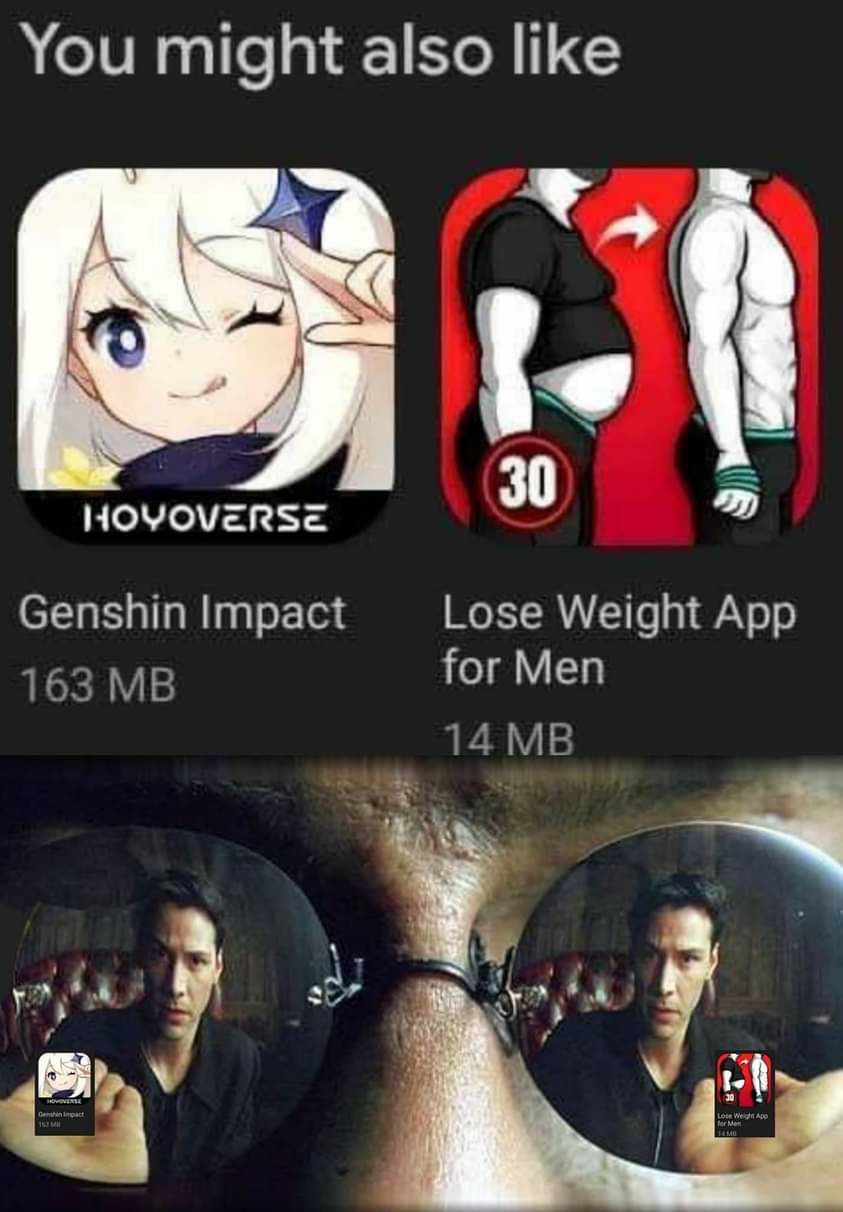 You might also like
HOYOVERSE
30
Genshin Impact
163 MB
Lose Weight App
for Men
14 MB
HOYOVERSE
Genshin Impact
163 MB
30
Lose Weight App
for Men
14 MB